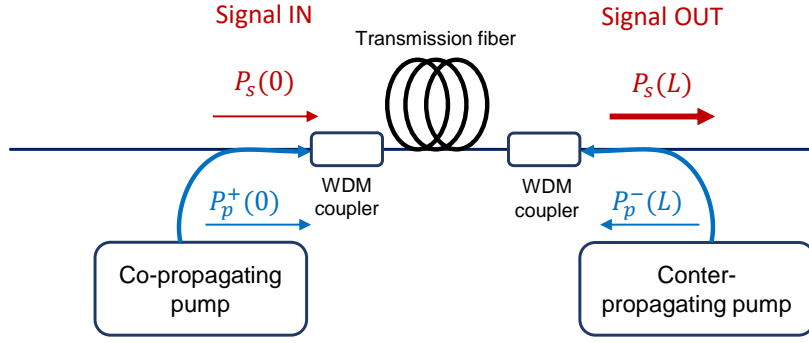 Signal IN
Signal OUT
Transmission fiber
P_s(0)
P_s(L)
WDM
coupler
WDM
coupler
P_p^+(0)
P_p^-(L)
Co-propagating
pump
Conter-
propagating pump